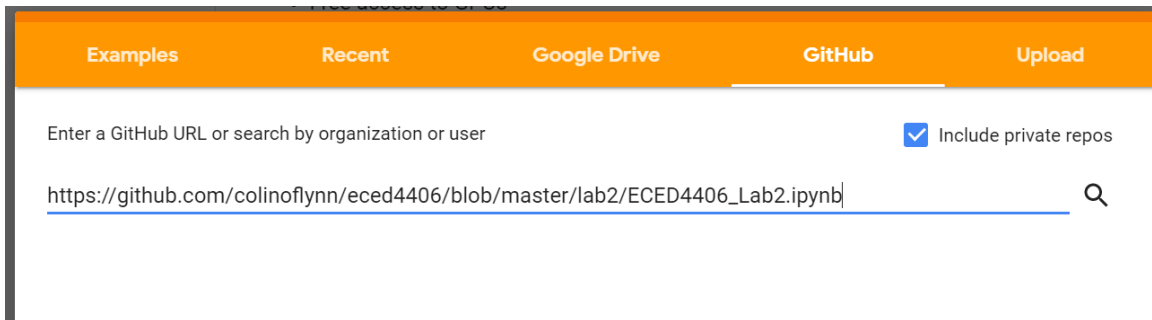 Examples Recent Google Drive GitHub Upload
Enter a GitHub URL or search by organization or user Include private repos
https://github.com/colinoflynn/eced4406/blob/master/lab2/ECED4406_Lab2.ipynb